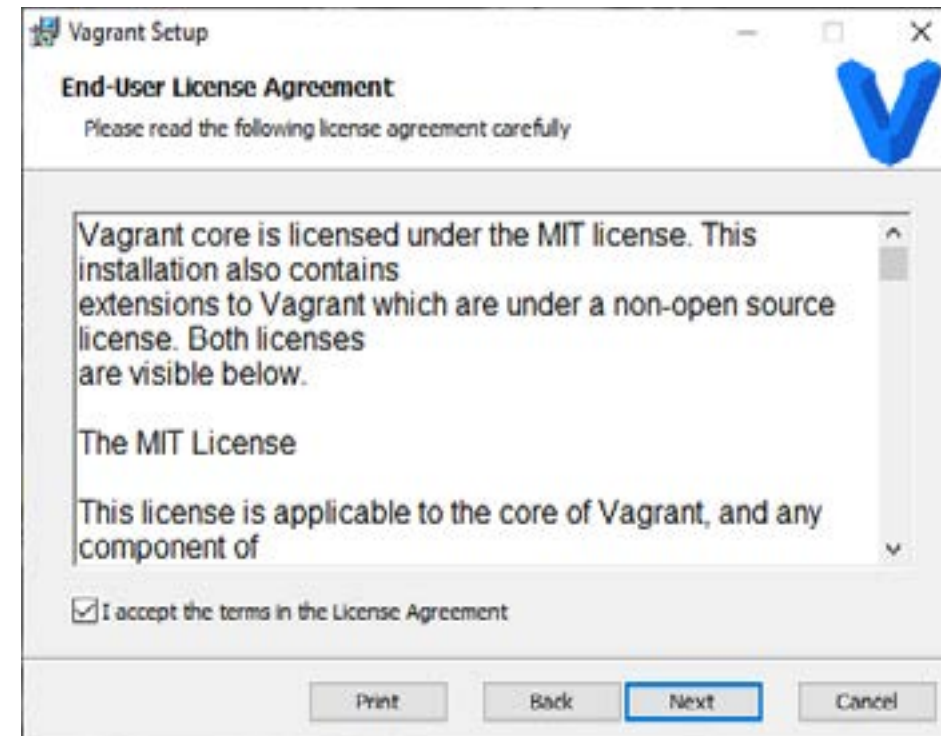 Vagrant Setup
End-User License Agreement
Please read the following license agreement carefully
Vagrant core is licensed under the MIT license. This
installation also contains
extensions to Vagrant which are under a non-open source
license. Both licenses
are visible below.
The MIT License
This license is applicable to the core of Vagrant, and any
component of
I accept the terms in the License Agreement
Print Back Next Cancel